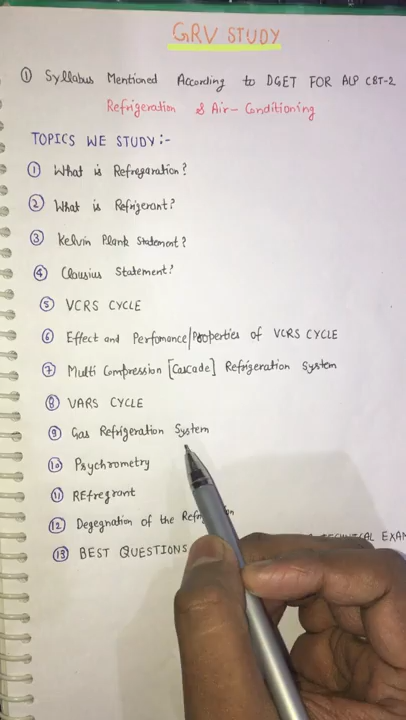 GRV STUDY
① Syllabus Mentioned According to DGET FOR ALP CBT-2
Refrigeration & Air-Conditioning
TOPICS WE STUDY:-
① What is Refregaration?
② What is Refrigerant?
③ Kelvin Plank Statement?
④ Clausius Statement?
⑤ VCRS CYCLE
⑥ Effect and Perfomance/Properties of VCRS CYCLE
⑦ Multi Compression [Cascade] Refrigeration System
⑧ VARS CYCLE
⑨ Gas Refrigeration System
⑩ Psychrometry
⑪ REfregrant
⑫ Degegnation of the
⑬ BEST QUESTIONS TECHNICAL EXAM